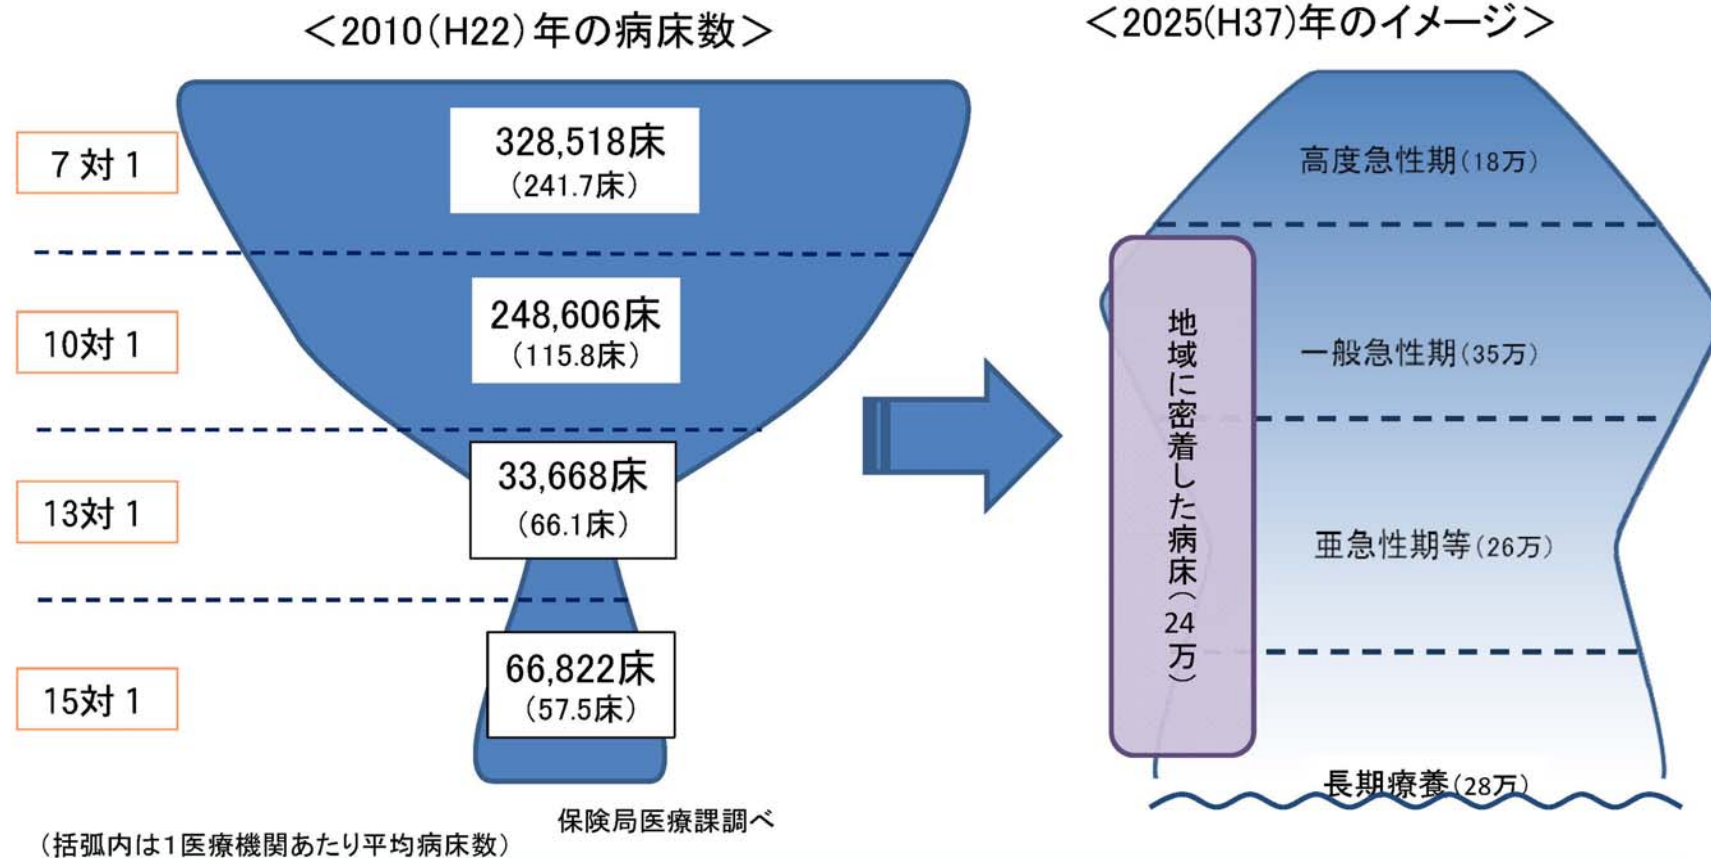 ＜2010(H22)年の病床数＞
7対1
328,518床
(241.7床)
10対1
248,606床
(115.8床)
13対1
33,668床
(66.1床)
15対1
66,822床
(57.5床)
保険局医療課調べ
(括弧内は1医療機関あたり平均病床数)
＜2025(H37)年のイメージ＞
高度急性期(18万)
一般急性期(35万)
亜急性期等(26万)
長期療養(28万)
地域に密着した病床(24万)